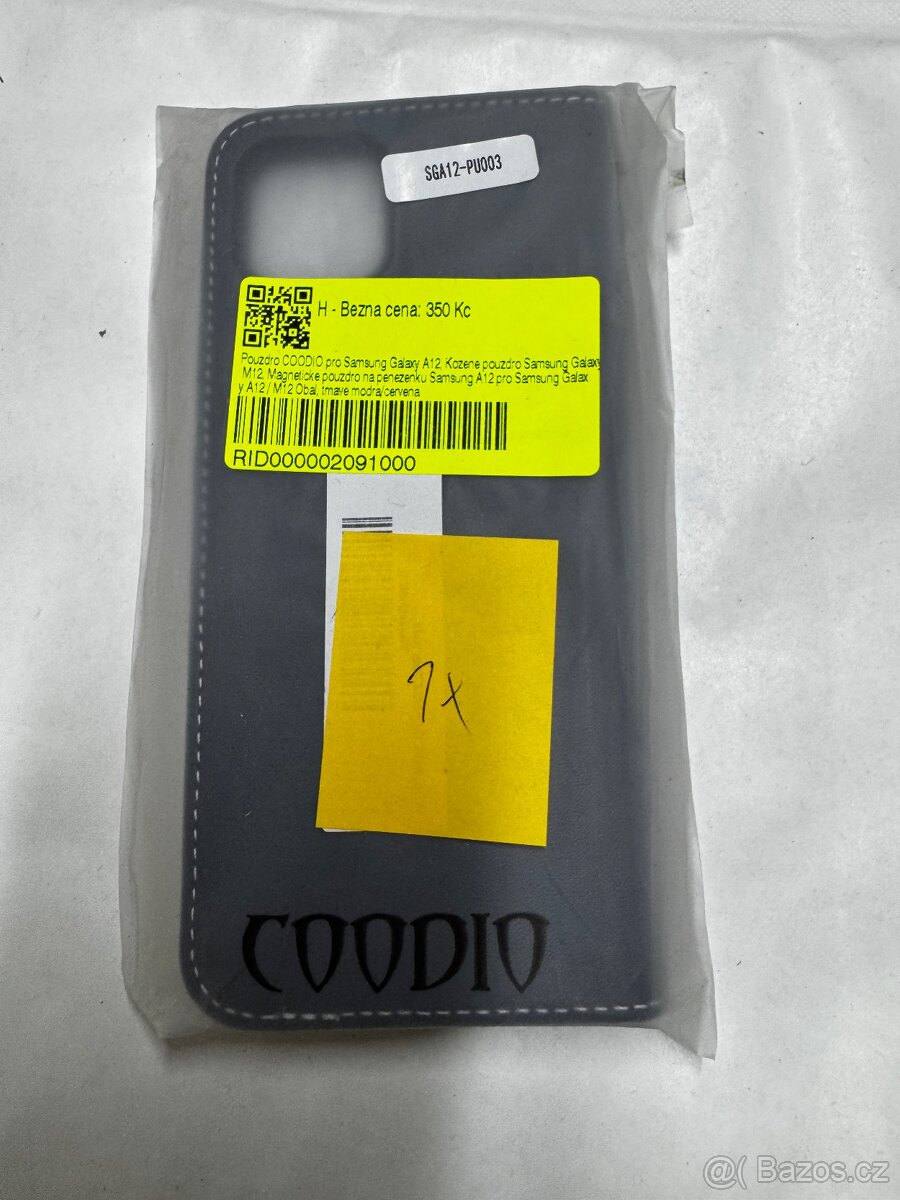 SGA12-PU003
H - Bezna cena: 350 Kc
Pouzdro COODIO pro Samsung Galaxy A12, Kozene pouzdro Samsung Galaxy
M12, Magneticke pouzdro na penezenku Samsung A12 pro Samsung Galax
y A12 / M12 Obal, tmave modra/cervena
RID000002091000
1x
COODIO
@( Bazos.cz